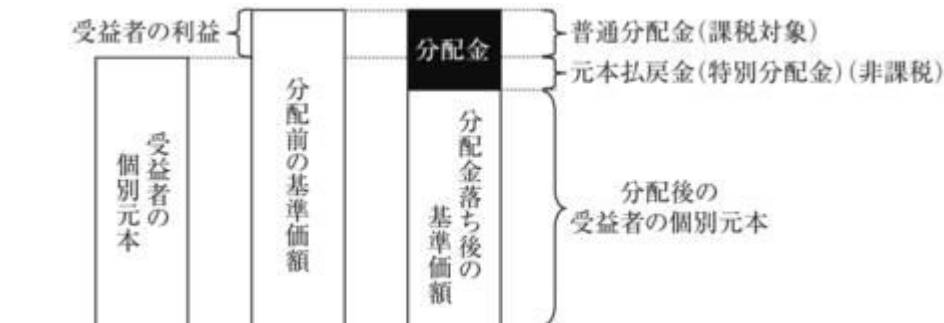 受益者の利益
分配金
普通分配金(課税対象)
元本払戻金(特別分配金)(非課税)
受益者の
個別元本
分配前の基準価額
分配金落ち後の
基準価額
分配後の
受益者の個別元本